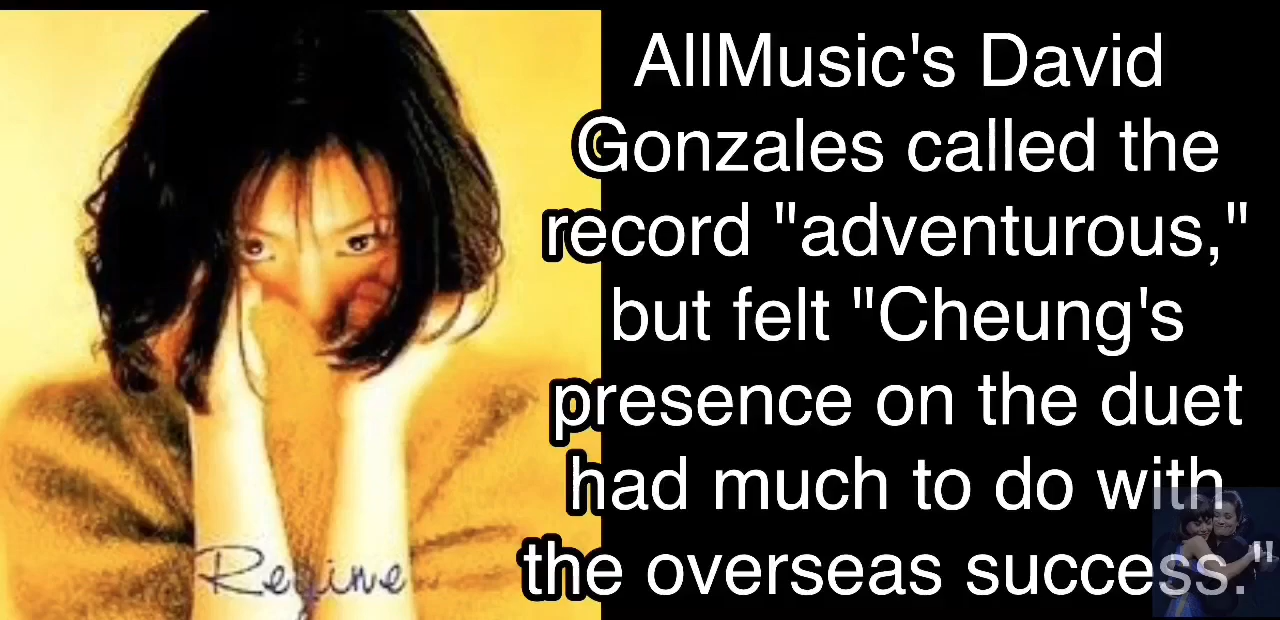 AllMusic's David
Gonzales called the
record "adventurous,"
but felt "Cheung's
presence on the duet
had much to do with
the overseas success."
Regine